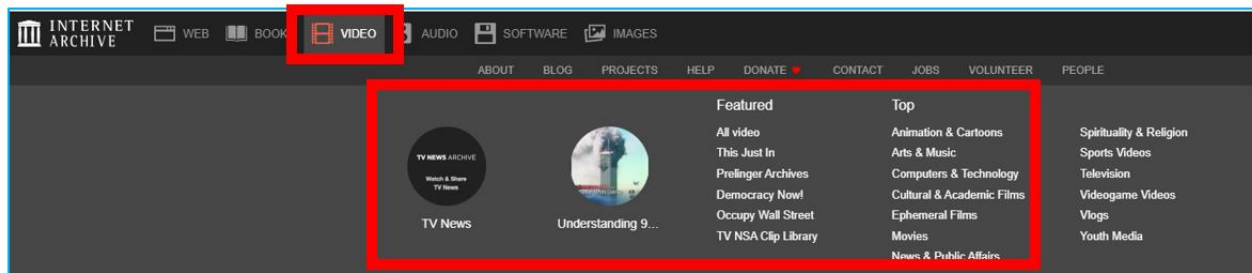 INTERNET
ARCHIVE
WEB
BOOK
VIDEO
AUDIO
SOFTWARE
IMAGES
ABOUT BLOG PROJECTS HELP DONATE CONTACT JOBS VOLUNTEER PEOPLE
TV NEWS ARCHIVE
Watch & Share
TV News
TV News
Understanding 9...
Featured
All video
This Just In
Prelinger Archives
Democracy Now!
Occupy Wall Street
TV NSA Clip Library
Top
Animation & Cartoons
Arts & Music
Computers & Technology
Cultural & Academic Films
Ephemeral Films
Movies
News & Public Affairs
Spirituality & Religion
Sports Videos
Television
Videogame Videos
Vlogs
Youth Media